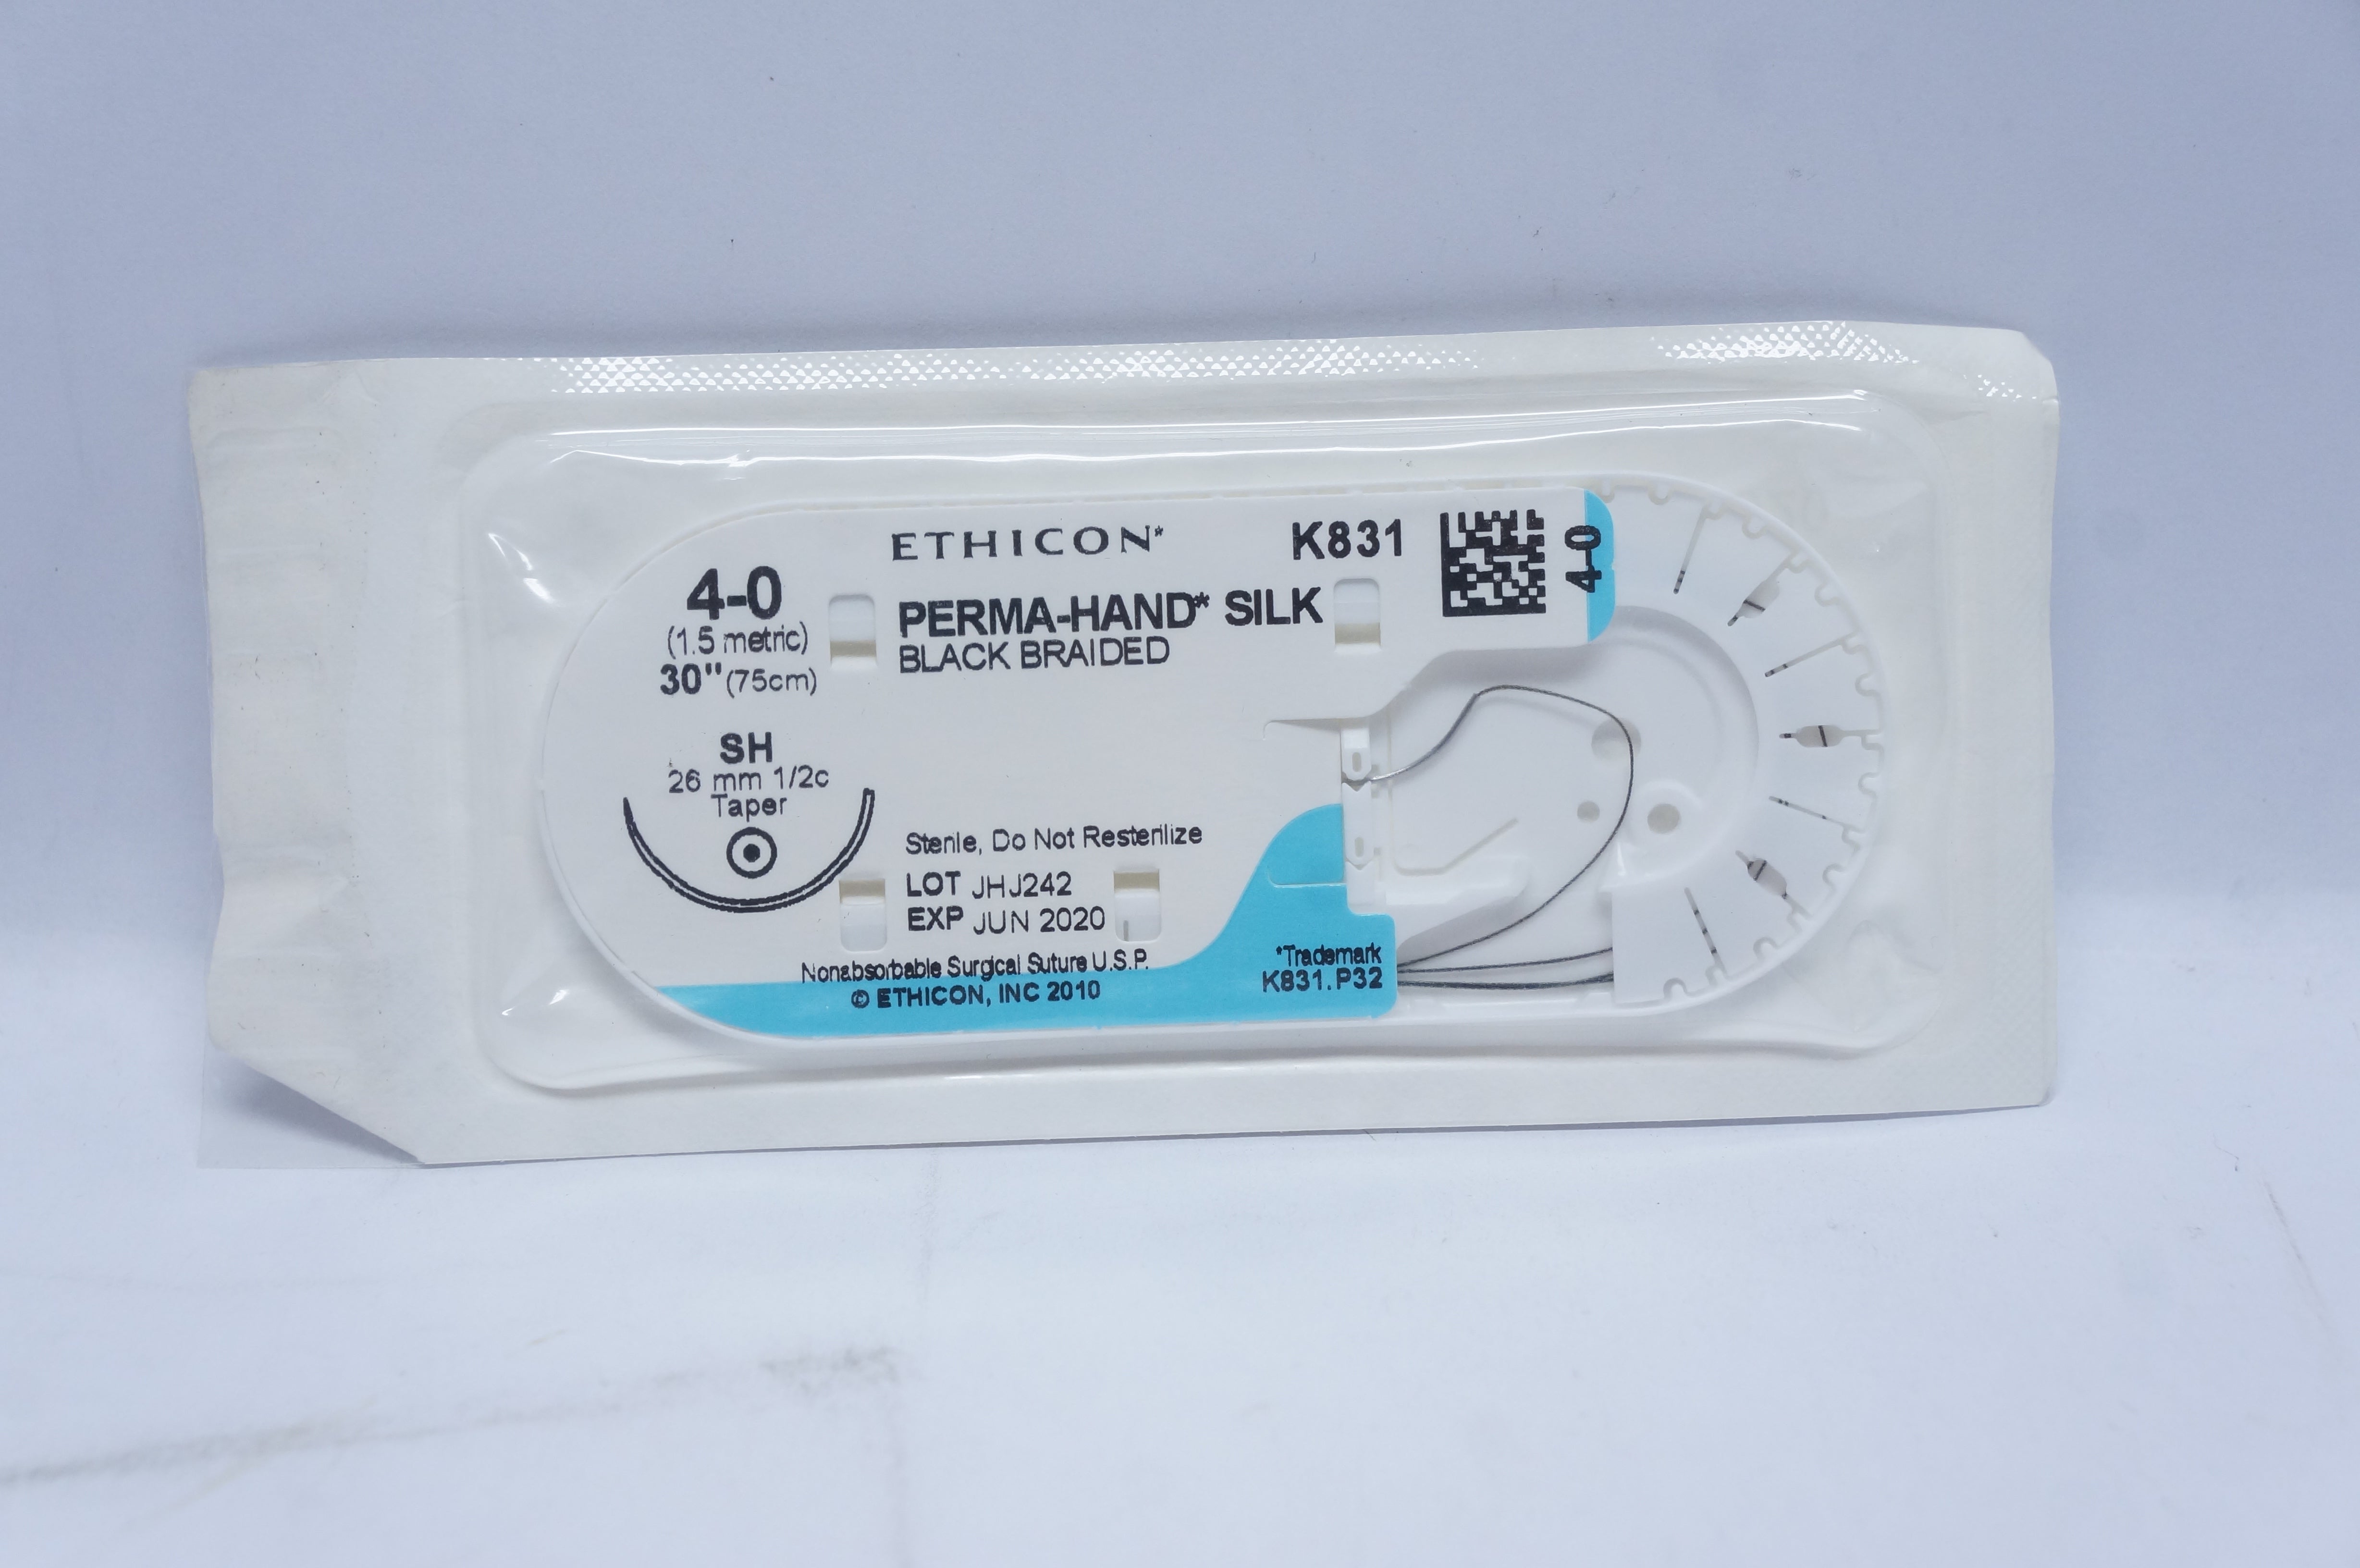 ETHICON*
K831
4-0
4-0
(1.5 metric)
30" (75cm)
PERMA-HAND* SILK
BLACK BRAIDED
SH
26 mm 1/2c
Taper
Sterile, Do Not Resterilize
LOT JHJ242
EXP JUN 2020
Nonabsorbable Surgical Suture U.S.P.
© ETHICON, INC 2010
*Trademark
K831.P32